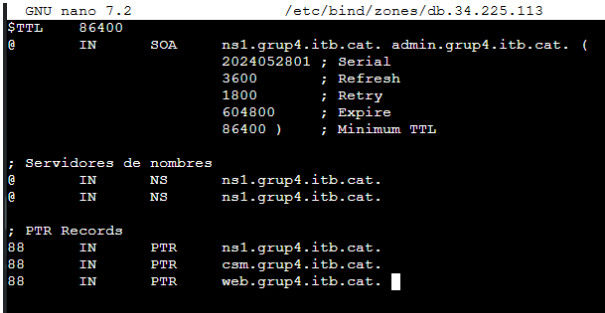 GNU nano 7.2 /etc/bind/zones/db.34.225.113
$TTL 86400
@ IN SOA ns1.grup4.itb.cat. admin.grup4.itb.cat. (
2024052801 ; Serial
3600 ; Refresh
1800 ; Retry
604800 ; Expire
86400 ) ; Minimum TTL
; Servidores de nombres
@ IN NS ns1.grup4.itb.cat.
@ IN NS ns1.grup4.itb.cat.
; PTR Records
88 IN PTR ns1.grup4.itb.cat.
88 IN PTR csm.grup4.itb.cat.
88 IN PTR web.grup4.itb.cat.